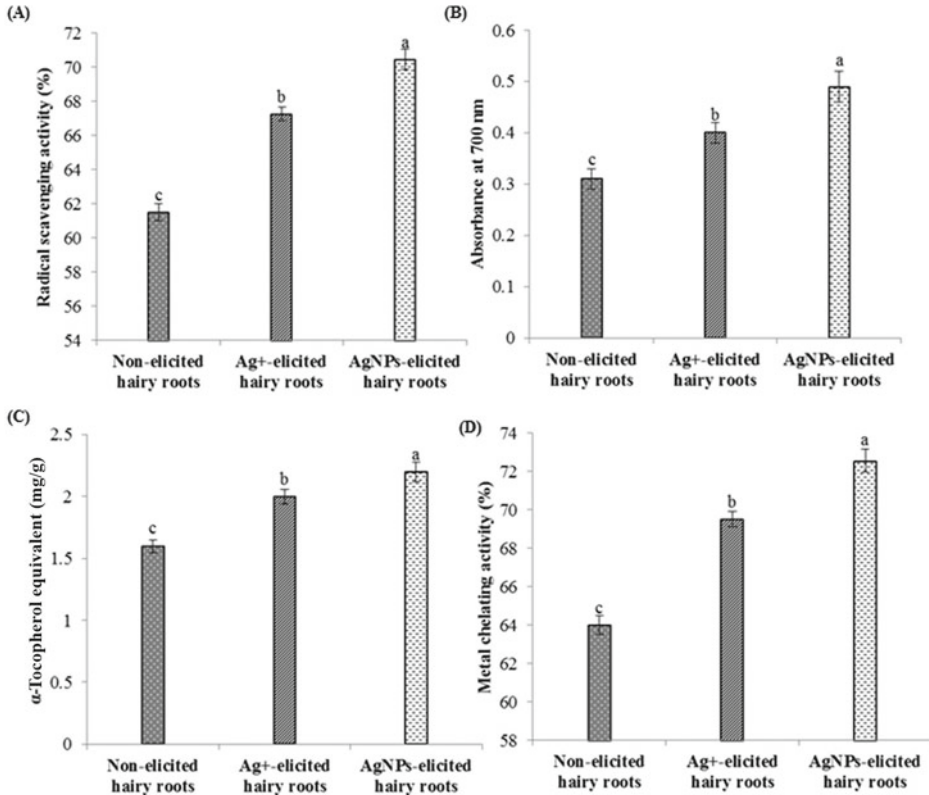 (A)
Radical scavenging activity (%)
72
70
68
66
64
62
60
58
56
54
c
b
a
Non-elicited
hairy roots
Ag+-elicited
hairy roots
AgNPs-elicited
hairy roots
(B)
Absorbance at 700 nm
0.6
0.5
0.4
0.3
0.2
0.1
0
c
b
a
Non-elicited
hairy roots
Ag+-elicited
hairy roots
AgNPs-elicited
hairy roots
(C)
α-Tocopherol equivalent (mg/g)
2.5
2
1.5
1
0.5
0
c
b
a
Non-elicited
hairy roots
Ag+-elicited
hairy roots
AgNPs-elicited
hairy roots
(D)
Metal chelating activity (%)
74
72
70
68
66
64
62
60
58
c
b
a
Non-elicited
hairy roots
Ag+-elicited
hairy roots
AgNPs-elicited
hairy roots